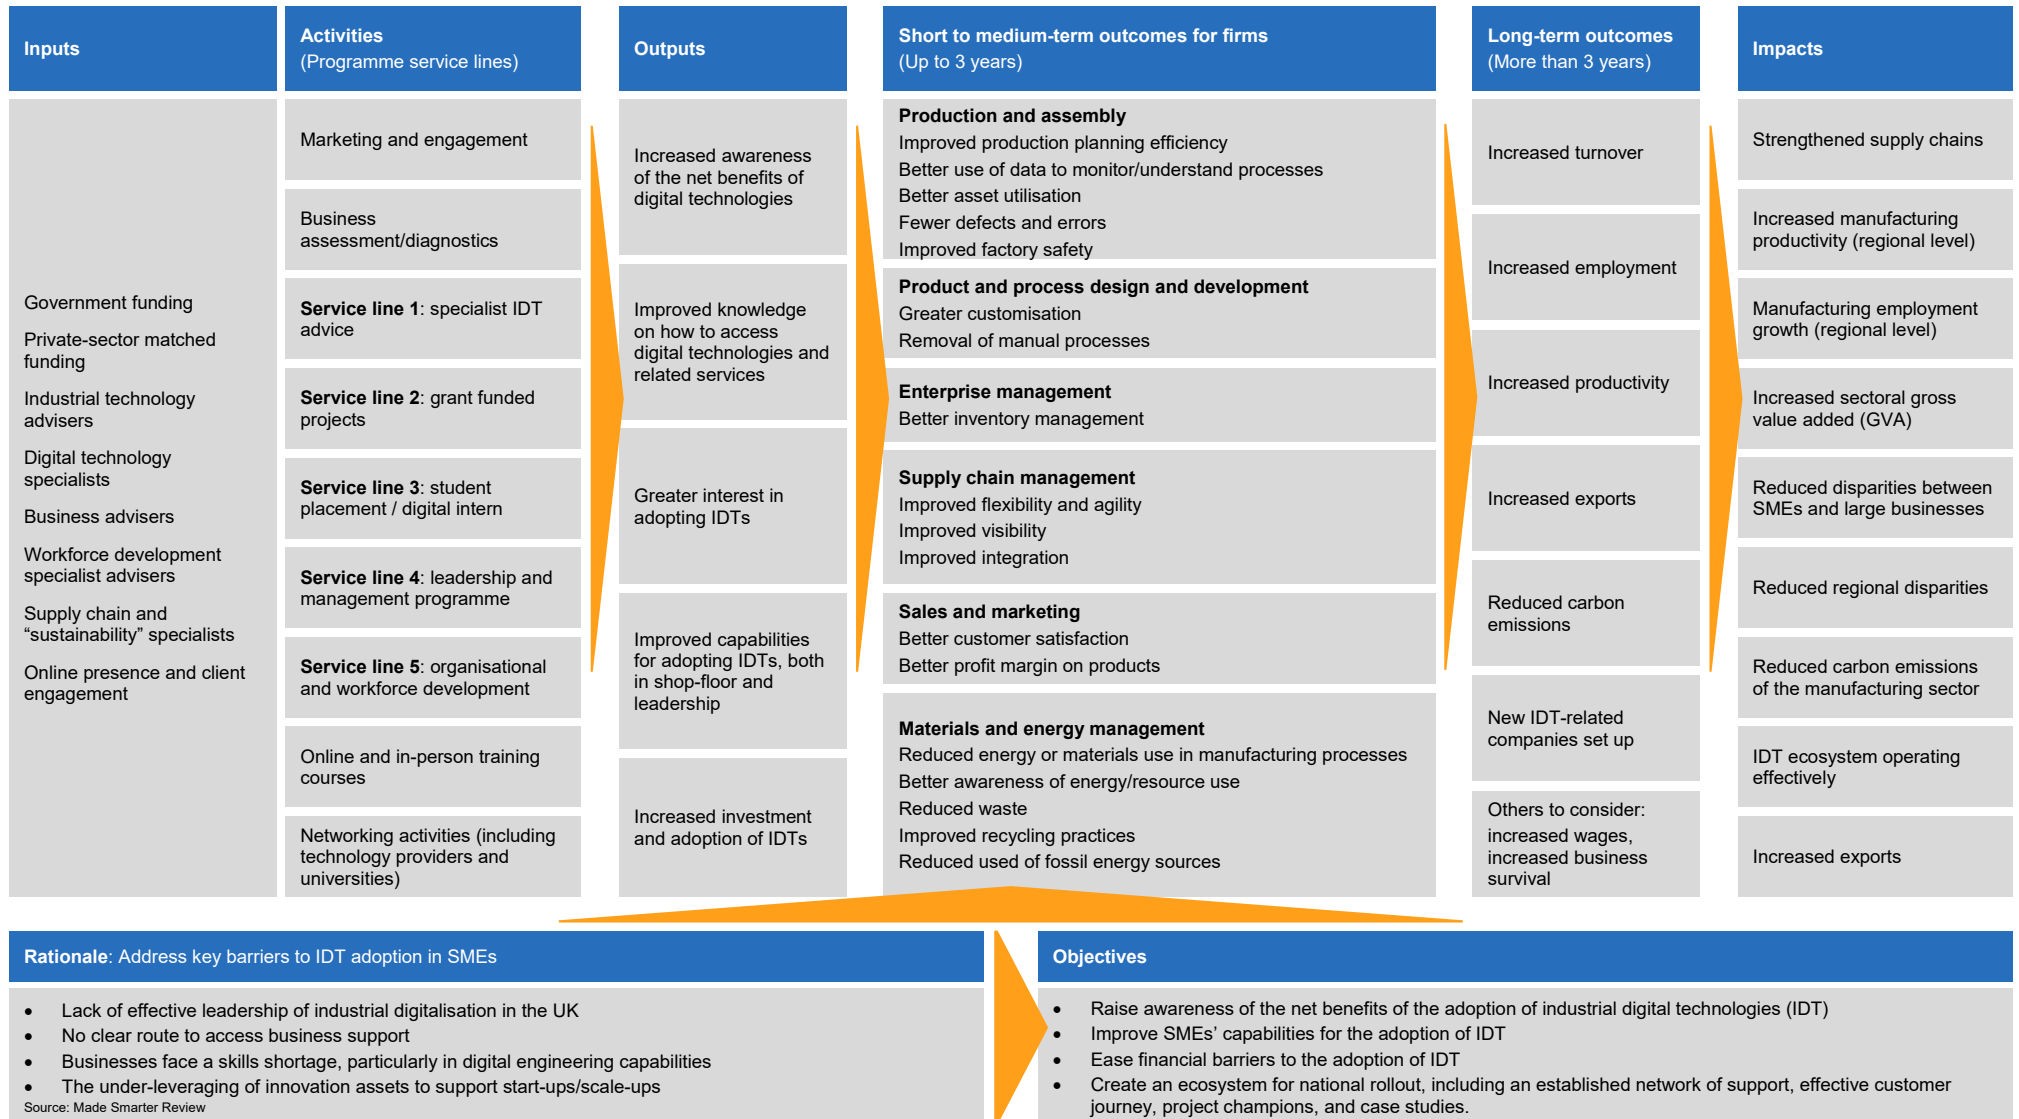 Inputs
Government funding
Private-sector matched
funding
Industrial technology
advisers
Digital technology
specialists
Business advisers
Workforce development
specialist advisers
Supply chain and
“sustainability” specialists
Online presence and client
engagement
Activities
(Programme service lines)
Marketing and engagement
Business
assessment/diagnostics
Service line 1: specialist IDT
advice
Service line 2: grant funded
projects
Service line 3: student
placement / digital intern
Service line 4: leadership and
management programme
Service line 5: organisational
and workforce development
Online and in-person training
courses
Networking activities (including
technology providers and
universities)
Outputs
Increased awareness
of the net benefits of
digital technologies
Improved knowledge
on how to access
digital technologies and
related services
Greater interest in
adopting IDTs
Improved capabilities
for adopting IDTs, both
in shop-floor and
leadership
Increased investment
and adoption of IDTs
Short to medium-term outcomes for firms
(Up to 3 years)
Production and assembly
Improved production planning efficiency
Better use of data to monitor/understand processes
Better asset utilisation
Fewer defects and errors
Improved factory safety
Product and process design and development
Greater customisation
Removal of manual processes
Enterprise management
Better inventory management
Supply chain management
Improved flexibility and agility
Improved visibility
Improved integration
Sales and marketing
Better customer satisfaction
Better profit margin on products
Materials and energy management
Reduced energy or materials use in manufacturing processes
Better awareness of energy/resource use
Reduced waste
Improved recycling practices
Reduced used of fossil energy sources
Long-term outcomes
(More than 3 years)
Increased turnover
Increased employment
Increased productivity
Increased exports
Reduced carbon
emissions
New IDT-related
companies set up
Others to consider:
increased wages,
increased business
survival
Impacts
Strengthened supply chains
Increased manufacturing
productivity (regional level)
Manufacturing employment
growth (regional level)
Increased sectoral gross
value added (GVA)
Reduced disparities between
SMEs and large businesses
Reduced regional disparities
Reduced carbon emissions
of the manufacturing sector
IDT ecosystem operating
effectively
Increased exports
Rationale: Address key barriers to IDT adoption in SMEs
• Lack of effective leadership of industrial digitalisation in the UK
• No clear route to access business support
• Businesses face a skills shortage, particularly in digital engineering capabilities
• The under-leveraging of innovation assets to support start-ups/scale-ups
Source: Made Smarter Review
Objectives
• Raise awareness of the net benefits of the adoption of industrial digital technologies (IDT)
• Improve SMEs’ capabilities for the adoption of IDT
• Ease financial barriers to the adoption of IDT
• Create an ecosystem for national rollout, including an established network of support, effective customer
journey, project champions, and case studies.